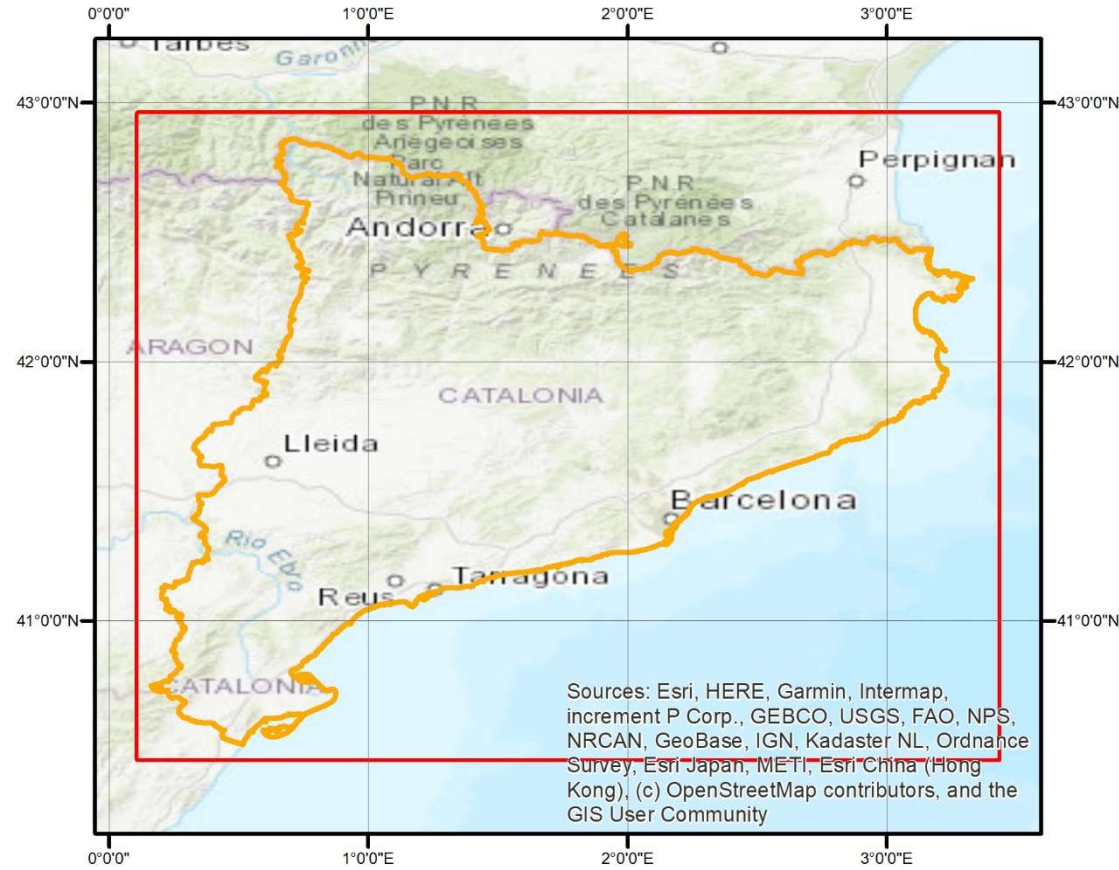 0°0'0"
1°0'0"E
2°0'0"E
3°0'0"E
Tarbes
43°0'0"N
43°0'0"N
P.N.R
des Pyrénées
Ariégeoises
Parc
Natural Alt
Pirineu
Perpignan
P.N.R
des Pyrénées
Catalanes
Andorra
P Y R E N E E S
ARAGON
42°0'0"N
42°0'0"N
CATALONIA
Lleida
Barcelona
Rio Ebro
Tarragona
Reus
41°0'0"N
41°0'0"N
CATALONIA
Sources: Esri, HERE, Garmin, Intermap,
increment P Corp., GEBCO, USGS, FAO, NPS,
NRCAN, GeoBase, IGN, Kadaster NL, Ordnance
Survey, Esri Japan, METI, Esri China (Hong
Kong), (c) OpenStreetMap contributors, and the
GIS User Community
0°0'0"
1°0'0"E
2°0'0"E
3°0'0"E